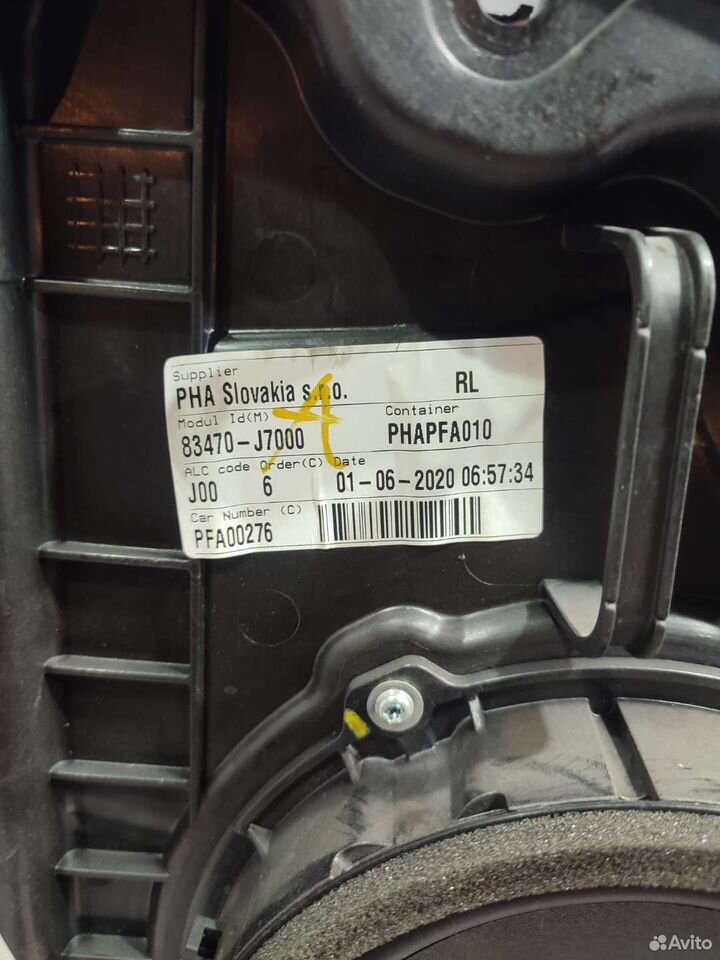 Supplier
PHA Slovakia s.r.o. RL
Modul Id(M) Container
83470-J7000 PHAPFA010
ALC code Order(C) Date
J00 6 01-06-2020 06:57:34
Car Number (C)
PFA00276
A
Avito